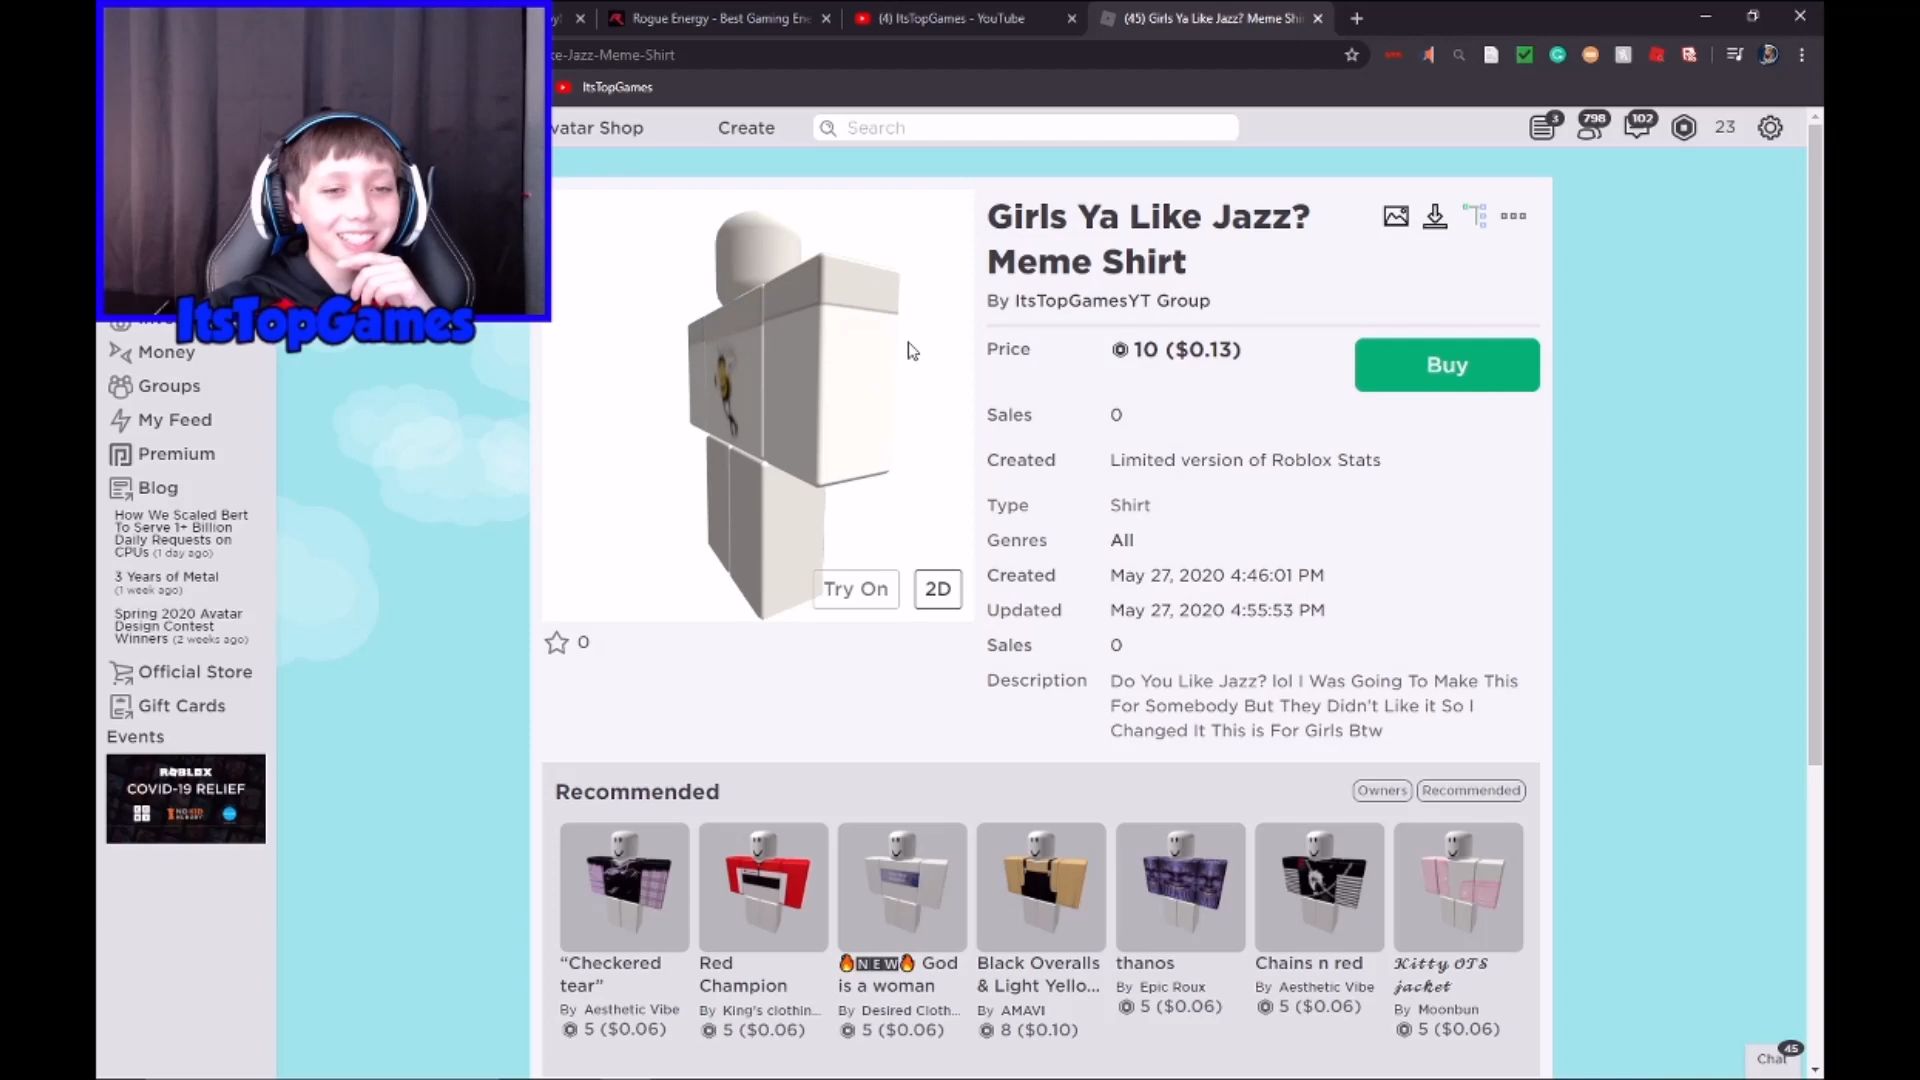 Rogue Energy - Best Gaming Ene
(4) ItsTopGames - YouTube
(45) Girls Ya Like Jazz? Meme Shi
ke-Jazz-Meme-Shirt
ItsTopGames
vatar Shop
Create
Search
3
798
102
23
ItsTopGames
Money
Groups
My Feed
Premium
Blog
How We Scaled Bert
To Serve 1+ Billion
Daily Requests on
CPUs (1 day ago)
3 Years of Metal
(1 week ago)
Spring 2020 Avatar
Design Contest
Winners (2 weeks ago)
Official Store
Gift Cards
Events
ROBLOX
COVID-19 RELIEF
Girls Ya Like Jazz?
Meme Shirt
By ItsTopGamesYT Group
Price 10 ($0.13)
Buy
Sales 0
Created Limited version of Roblox Stats
Type Shirt
Genres All
Created May 27, 2020 4:46:01 PM
Updated May 27, 2020 4:55:53 PM
Sales 0
Description Do You Like Jazz? lol I Was Going To Make This
For Somebody But They Didn't Like it So I
Changed It This is For Girls Btw
Try On
2D
0
Recommended
Owners
Recommended
“Checkered
tear”
By Aesthetic Vibe
5 ($0.06)
Red
Champion
By King's clothin...
5 ($0.06)
🔥🅽🅴🆆🔥 God
is a woman
By Desired Cloth...
5 ($0.06)
Black Overalls
& Light Yello...
By AMAVI
8 ($0.10)
thanos
By Epic Roux
5 ($0.06)
Chains n red
By Aesthetic Vibe
5 ($0.06)
𝓚𝓲𝓽𝓽𝔂 𝓞𝓣𝓢
𝓳𝓪𝓬𝓴𝓮𝓽
By Moonbun
5 ($0.06)
Chat
45